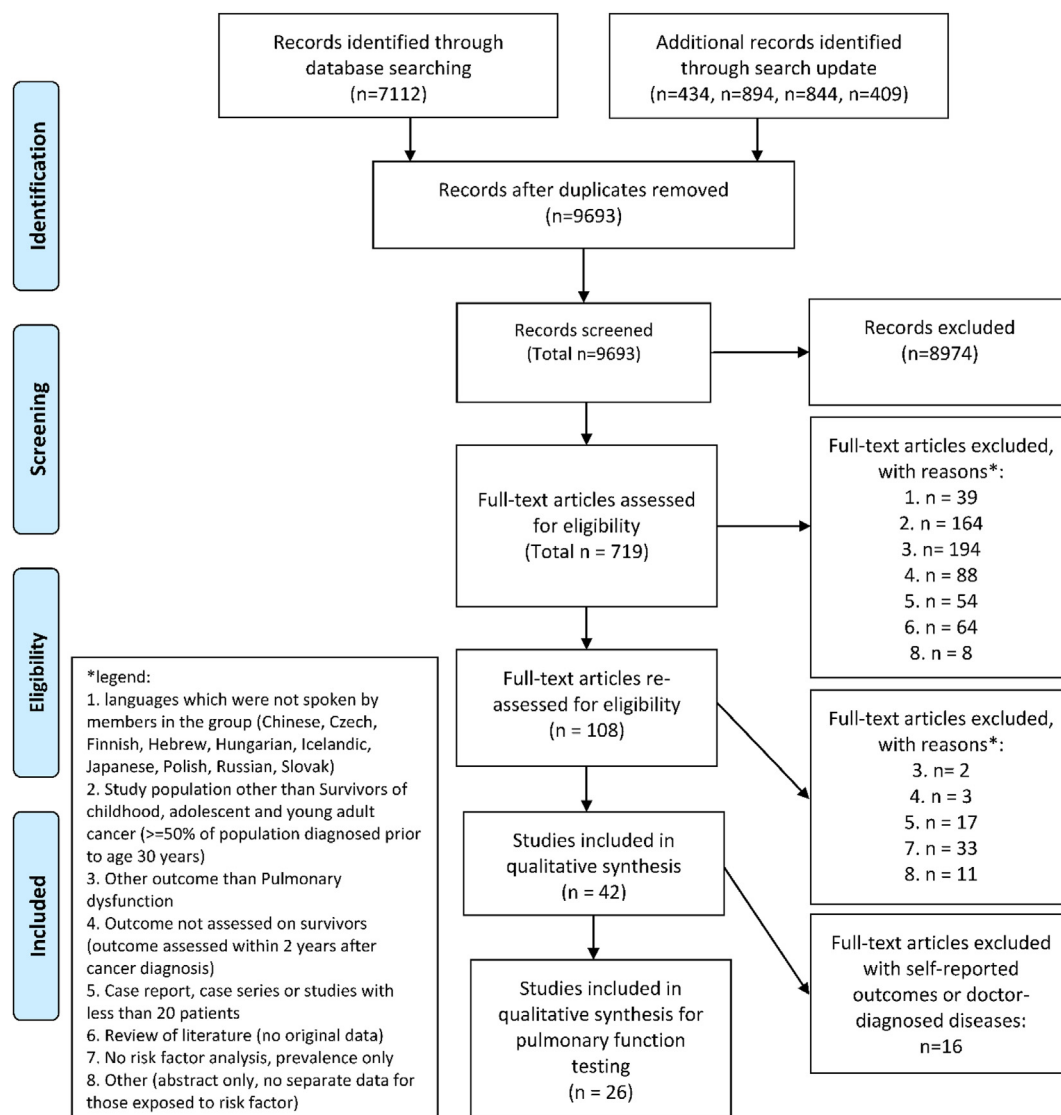 Records identified through
database searching
(n=7112)
Additional records identified
through search update
(n=434, n=894, n=844, n=409)
Identification
Records after duplicates removed
(n=9693)
Records screened
(Total n=9693)
Records excluded
(n=8974)
Screening
Full-text articles assessed
for eligibility
(Total n = 719)
Full-text articles excluded,
with reasons*:
1. n = 39
2. n = 164
3. n= 194
4. n = 88
5. n = 54
6. n = 64
8. n = 8
Eligibility
Full-text articles re-
assessed for eligibility
(n = 108)
Full-text articles excluded,
with reasons*:
3. n= 2
4. n = 3
5. n = 17
7. n = 33
8. n = 11
Included
Studies included in
qualitative synthesis
(n = 42)
Full-text articles excluded
with self-reported
outcomes or doctor-
diagnosed diseases:
n=16
Studies included in
qualitative synthesis for
pulmonary function
testing
(n = 26)
*legend:
1. languages which were not spoken by
members in the group (Chinese, Czech,
Finnish, Hebrew, Hungarian, Icelandic,
Japanese, Polish, Russian, Slovak)
2. Study population other than Survivors of
childhood, adolescent and young adult
cancer (>=50% of population diagnosed prior
to age 30 years)
3. Other outcome than Pulmonary
dysfunction
4. Outcome not assessed on survivors
(outcome assessed within 2 years after
cancer diagnosis)
5. Case report, case series or studies with
less than 20 patients
6. Review of literature (no original data)
7. No risk factor analysis, prevalence only
8. Other (abstract only, no separate data for
those exposed to risk factor)